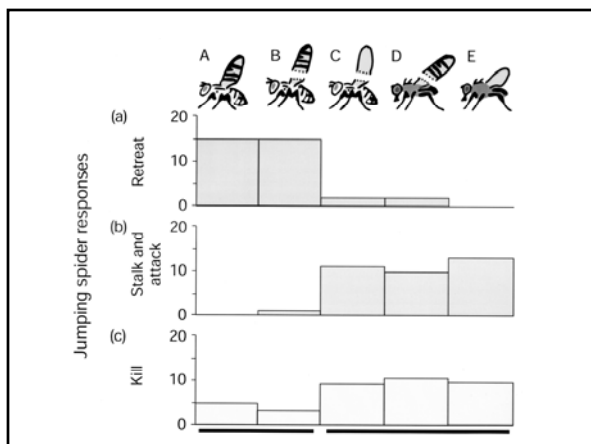 A B C D E
(a)
20
10
0
Retreat
(b)
20
10
0
Stalk and
attack
(c)
20
10
0
Kill
Jumping spider responses